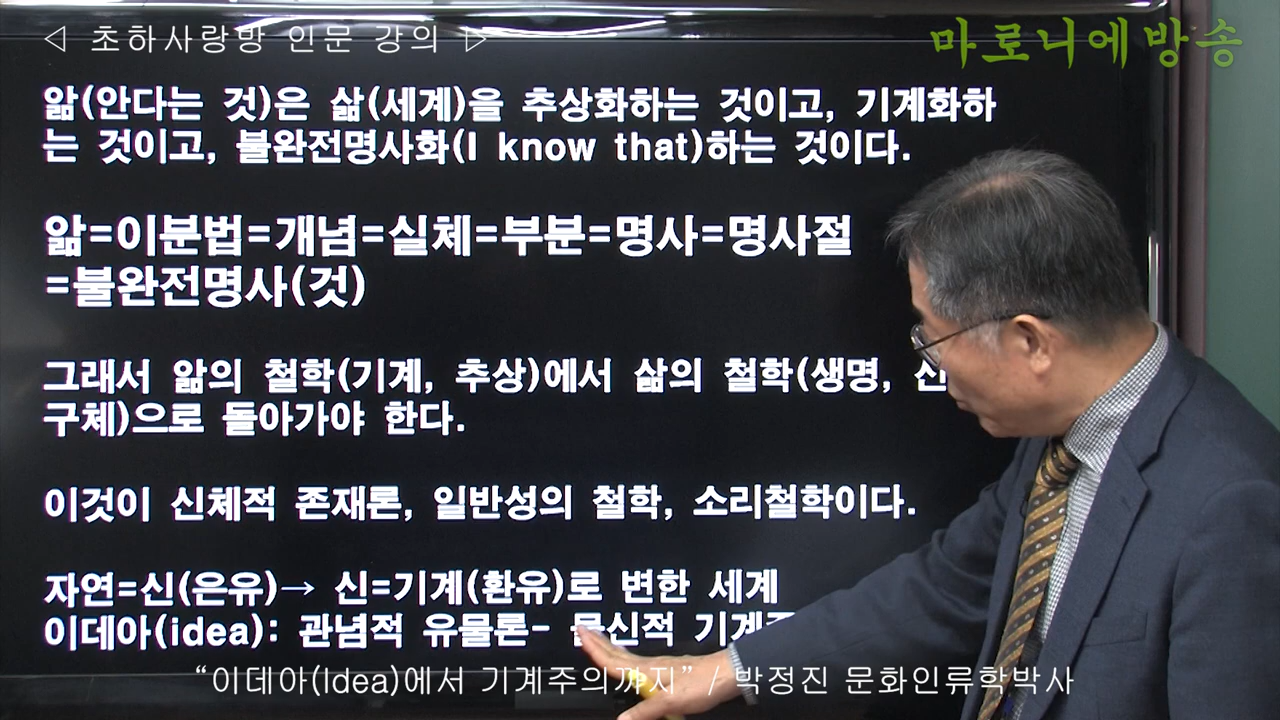 ◁ 초하사랑방 인문 강의 ▷
마로니에방송
앎(안다는 것)은 삶(세계)을 추상화하는 것이고, 기계화하
는 것이고, 불완전명사화(I know that)하는 것이다.
앎=이분법=개념=실체=부분=명사=명사절
=불완전명사(것)
그래서 앎의 철학(기계, 추상)에서 삶의 철학(생명,
구체)으로 돌아가야 한다.
이것이 신체적 존재론, 일반성의 철학, 소리철학이다.
자연=신(은유)→ 신=기계(환유)로 변한 세계
이데아(idea): 관념적 유물론- 물신적
“이데아(Idea)에서 기계주의까지” / 박정진 문화인류학박사